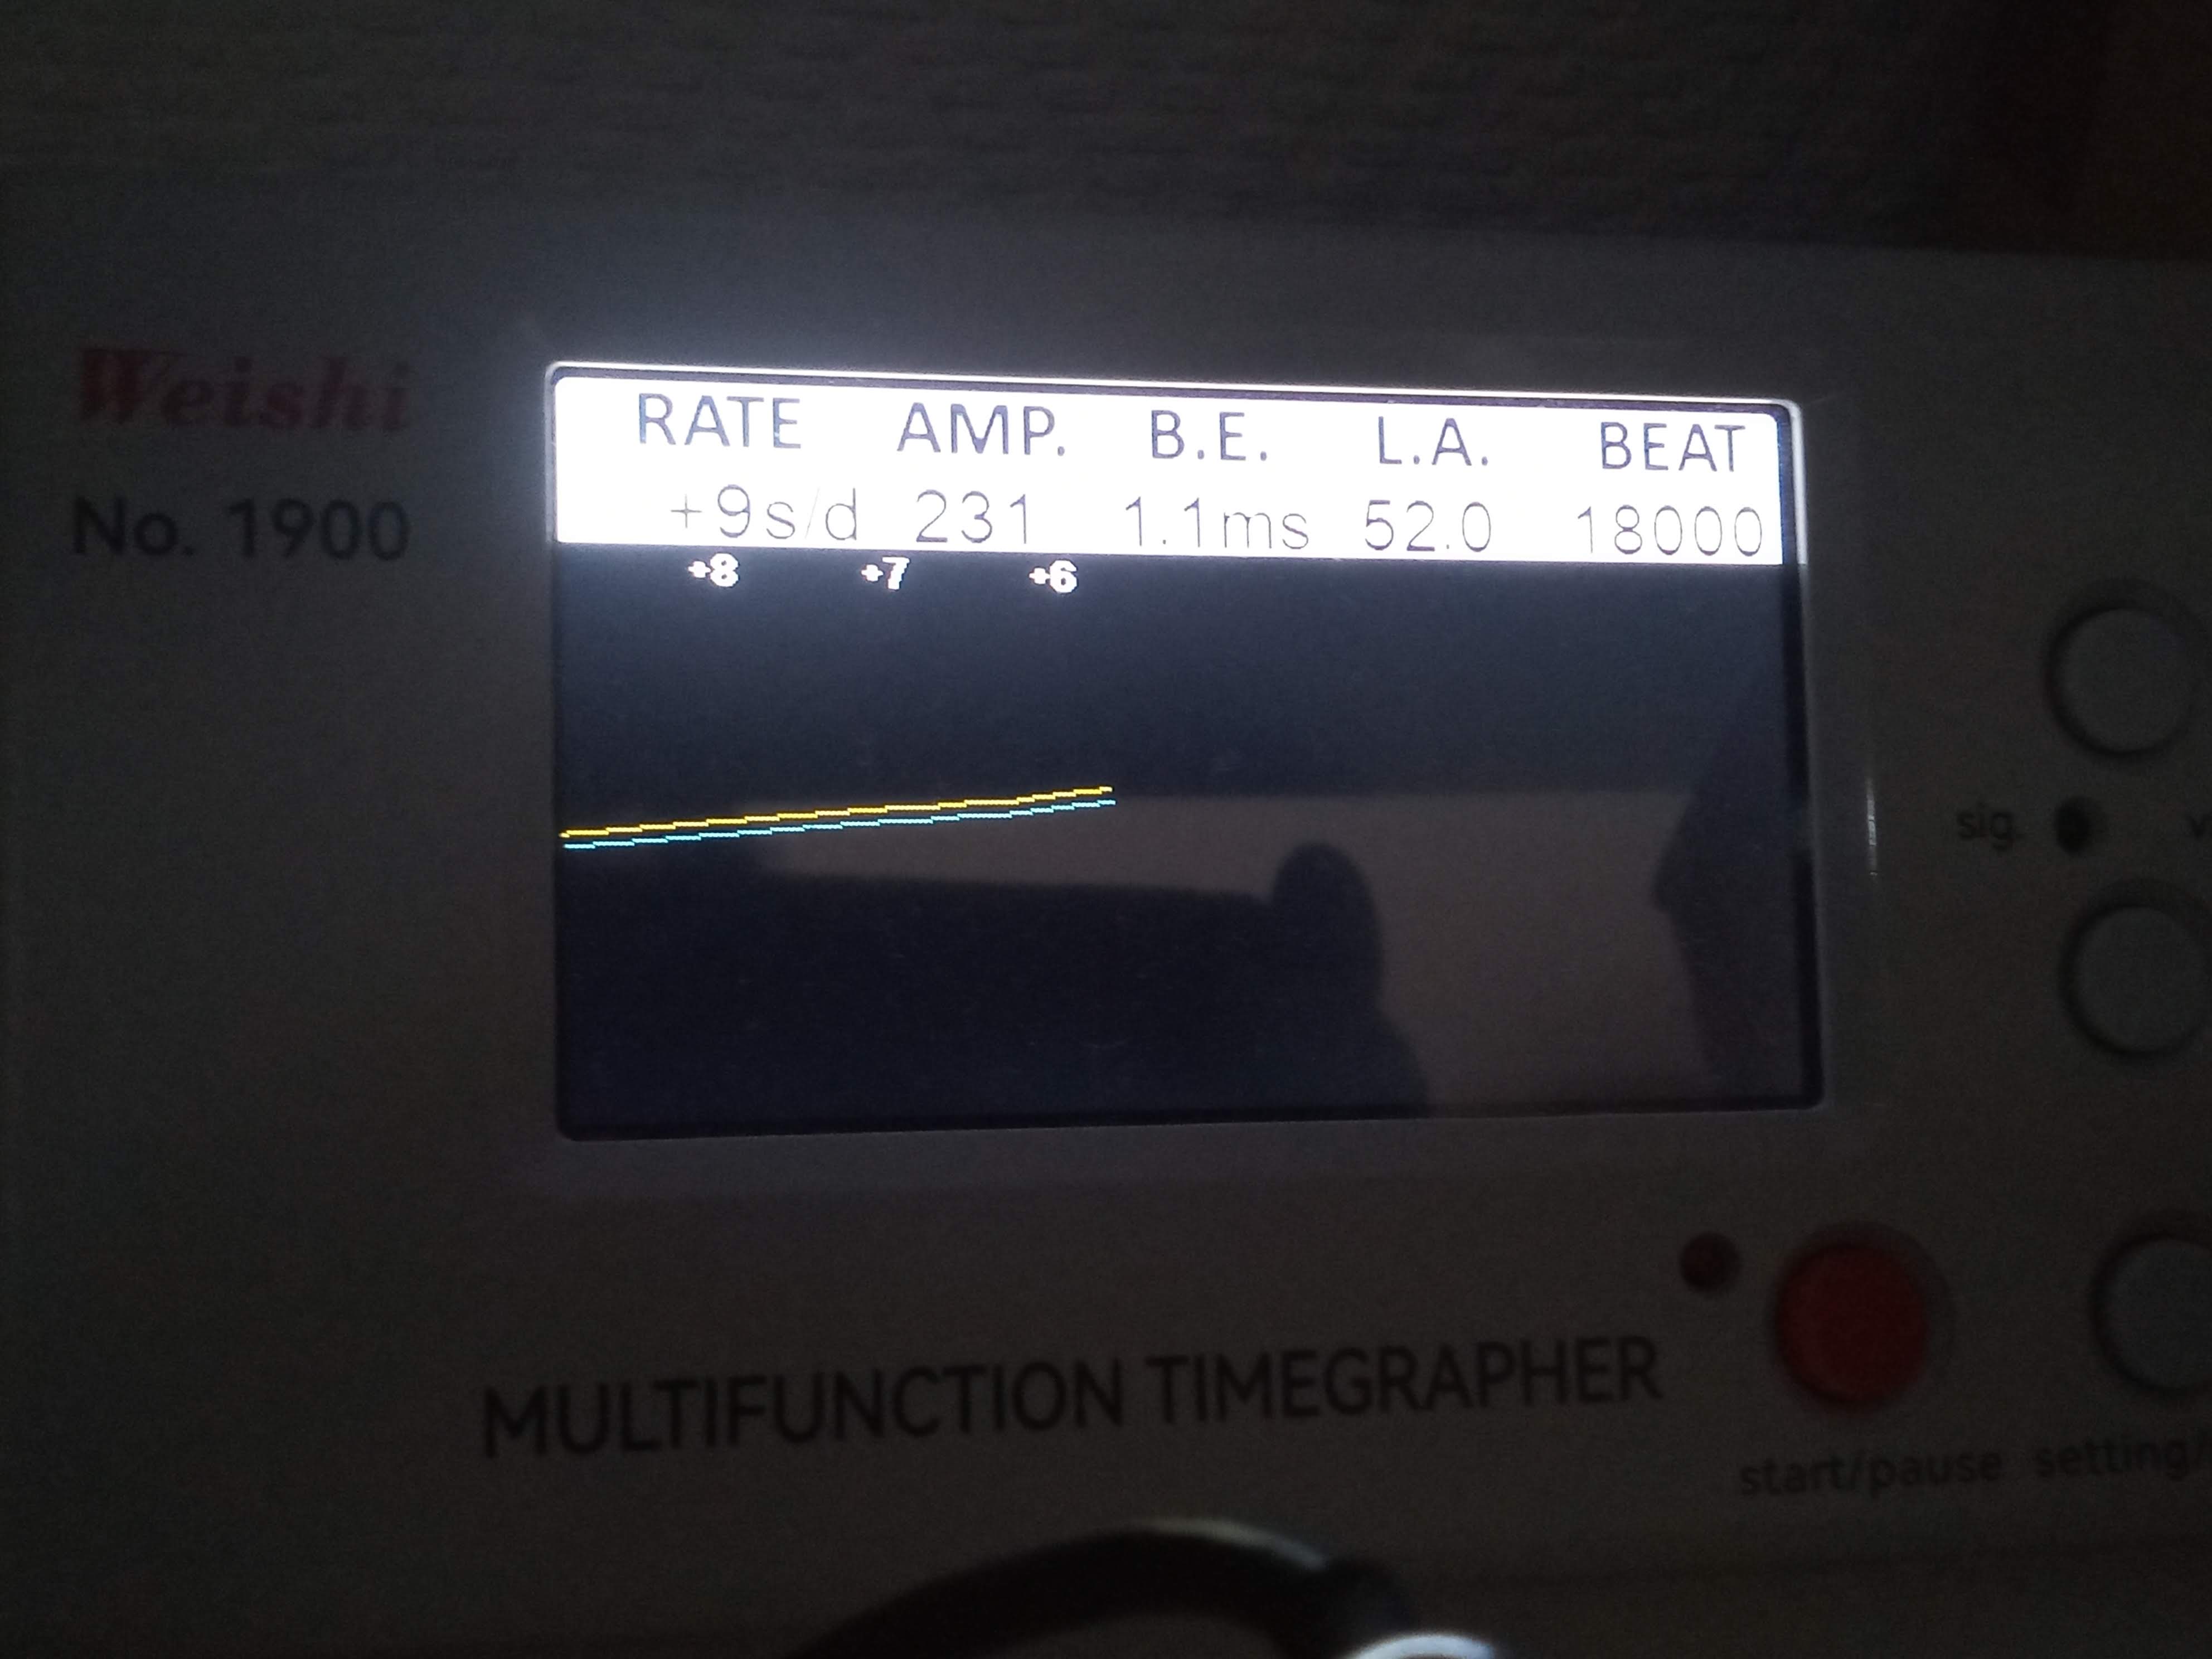 Weishi
No. 1900
RATE AMP. B.E. L.A. BEAT
+9s/d 231 1.1ms 52.0 18000
+8 +7 +6
sig.
MULTIFUNCTION TIMEGRAPHER
start/pause setting/